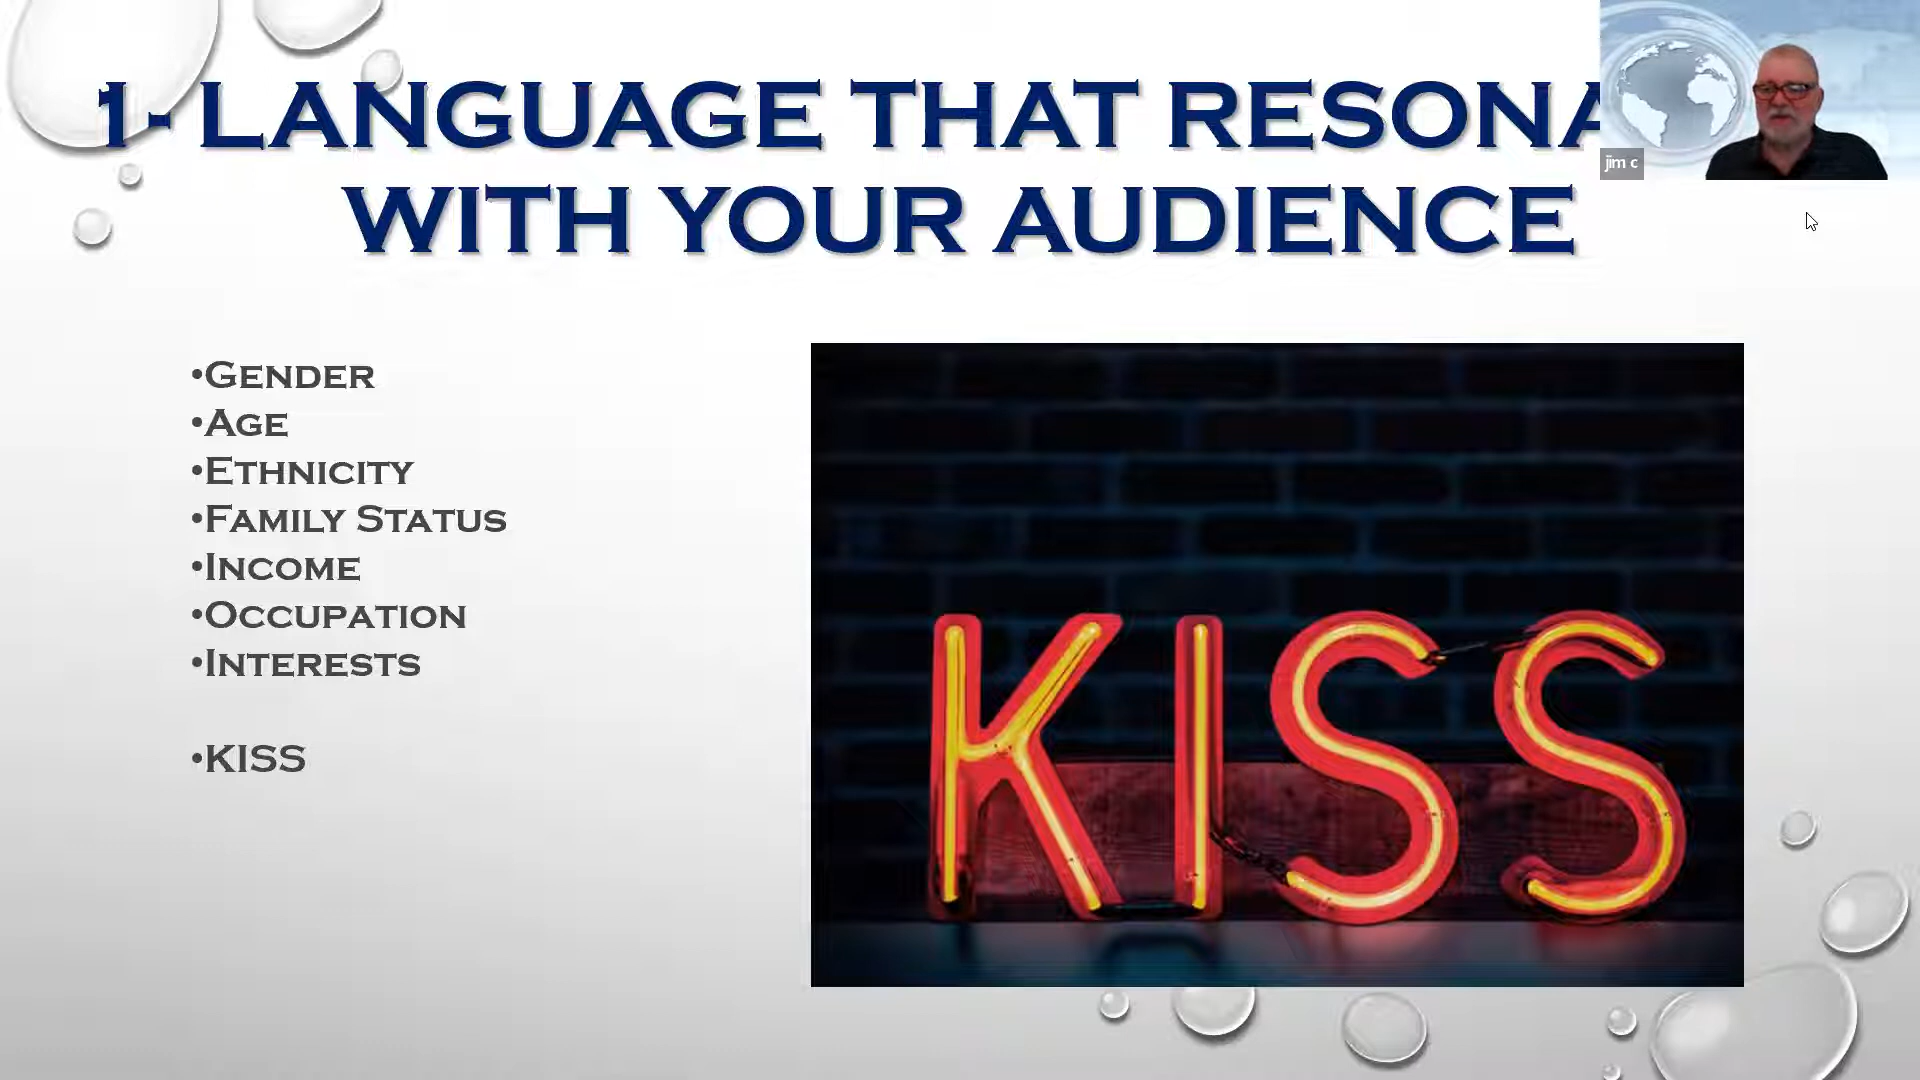 1- LANGUAGE THAT RESONA
WITH YOUR AUDIENCE
•GENDER
•AGE
•ETHNICITY
•FAMILY STATUS
•INCOME
•OCCUPATION
•INTERESTS
•KISS
KISS
jim c